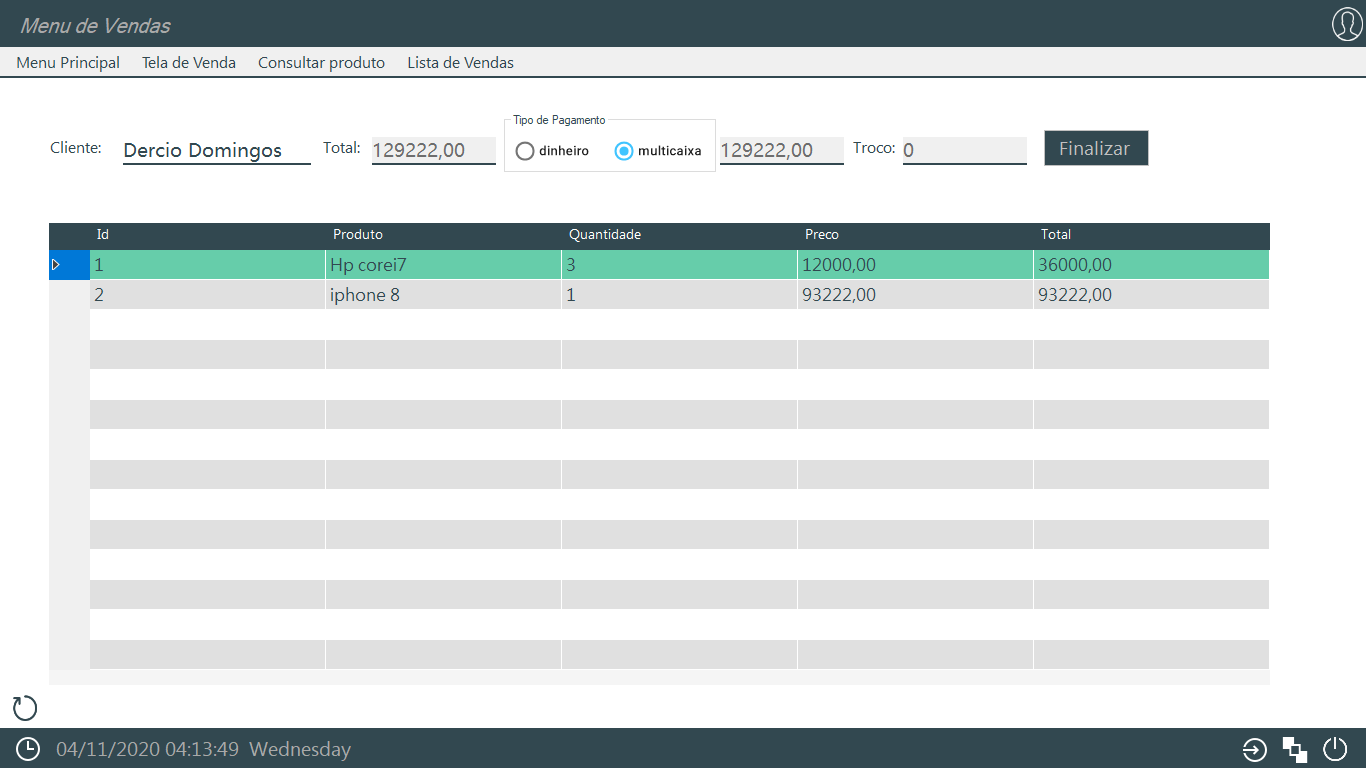 Menu de Vendas
Menu Principal Tela de Venda Consultar produto Lista de Vendas
Tipo de Pagamento
Cliente: Dercio Domingos Total: 129222,00 dinheiro multicaixa 129222,00 Troco: 0 Finalizar
Id Produto Quantidade Preco Total
1 Hp corei7 3 12000,00 36000,00
2 iphone 8 1 93222,00 93222,00
04/11/2020 04:13:49 Wednesday